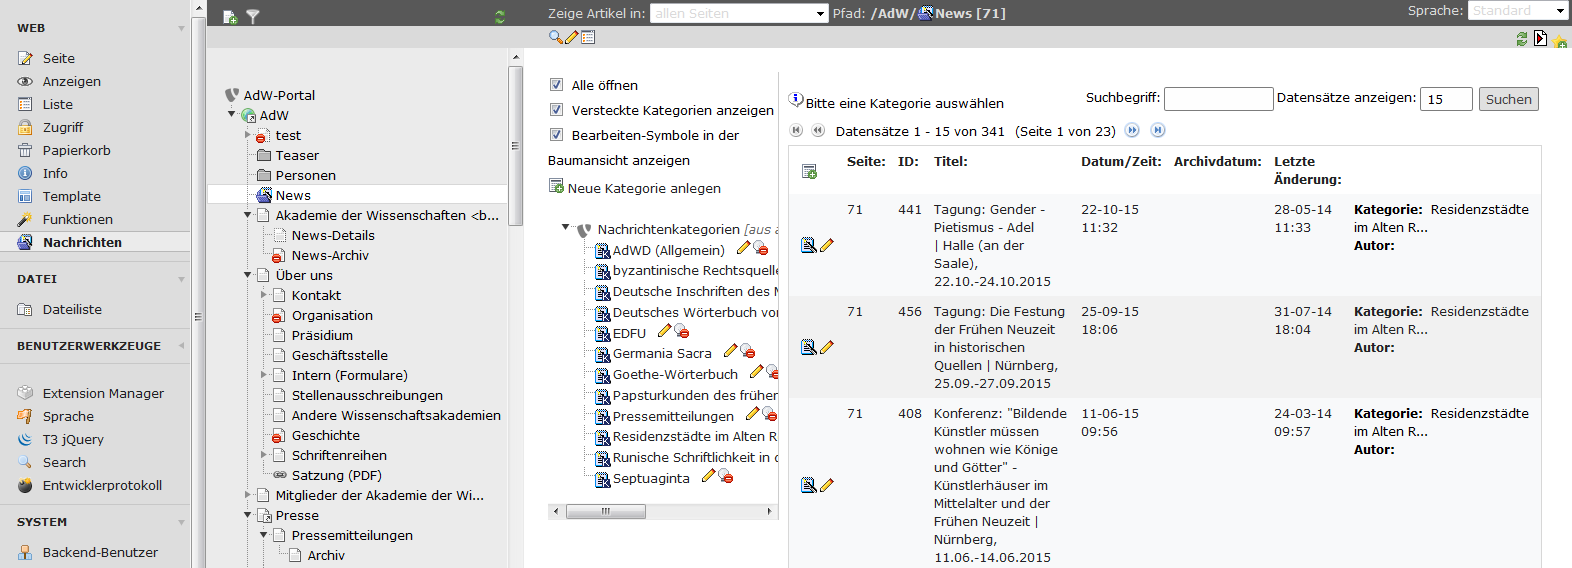 WEB
Seite
Anzeigen
Liste
Zugriff
Papierkorb
Info
Template
Funktionen
Nachrichten
DATEI
Dateiliste
BENUTZERWERKZEUGE
Extension Manager
Sprache
T3 jQuery
Search
Entwicklerprotokoll
SYSTEM
Backend-Benutzer
AdW-Portal
AdW
test
Teaser
Personen
News
Akademie der Wissenschaften <b...
News-Details
News-Archiv
Über uns
Kontakt
Organisation
Präsidium
Geschäftsstelle
Intern (Formulare)
Stellenausschreibungen
Andere Wissenschaftsakademien
Geschichte
Schriftenreihen
Satzung (PDF)
Mitglieder der Akademie der Wi...
Presse
Pressemitteilungen
Archiv
Zeige Artikel in: allen Seiten Pfad: /AdW/News [71]
Sprache: Standard
Alle öffnen
Versteckte Kategorien anzeigen
Bearbeiten-Symbole in der
Baumansicht anzeigen
Neue Kategorie anlegen
Nachrichtenkategorien [aus a
AdWD (Allgemein)
byzantinische Rechtsquelle
Deutsche Inschriften des M
Deutsches Wörterbuch vor
EDFU
Germania Sacra
Goethe-Wörterbuch
Papsturkunden des früher
Pressemitteilungen
Residenzstädte im Alten R
Runische Schriftlichkeit in d
Septuaginta
Bitte eine Kategorie auswählen
Suchbegriff: Datensätze anzeigen: 15 Suchen
Datensätze 1 - 15 von 341 (Seite 1 von 23)
Seite: ID: Titel: Datum/Zeit: Archivdatum: Letzte
Änderung:
71 441 Tagung: Gender - 22-10-15 28-05-14 Kategorie: Residenzstädte
Pietismus - Adel 11:32 11:33 im Alten R...
| Halle (an der Autor:
Saale),
22.10.-24.10.2015
71 456 Tagung: Die Festung 25-09-15 31-07-14 Kategorie: Residenzstädte
der Frühen Neuzeit 18:06 18:04 im Alten R...
in historischen Autor:
Quellen | Nürnberg,
25.09.-27.09.2015
71 408 Konferenz: "Bildende 11-06-15 24-03-14 Kategorie: Residenzstädte
Künstler müssen 09:56 09:57 im Alten R...
wohnen wie Könige Autor:
und Götter" -
Künstlerhäuser im
Mittelalter und der
Frühen Neuzeit |
Nürnberg,
11.06.-14.06.2015